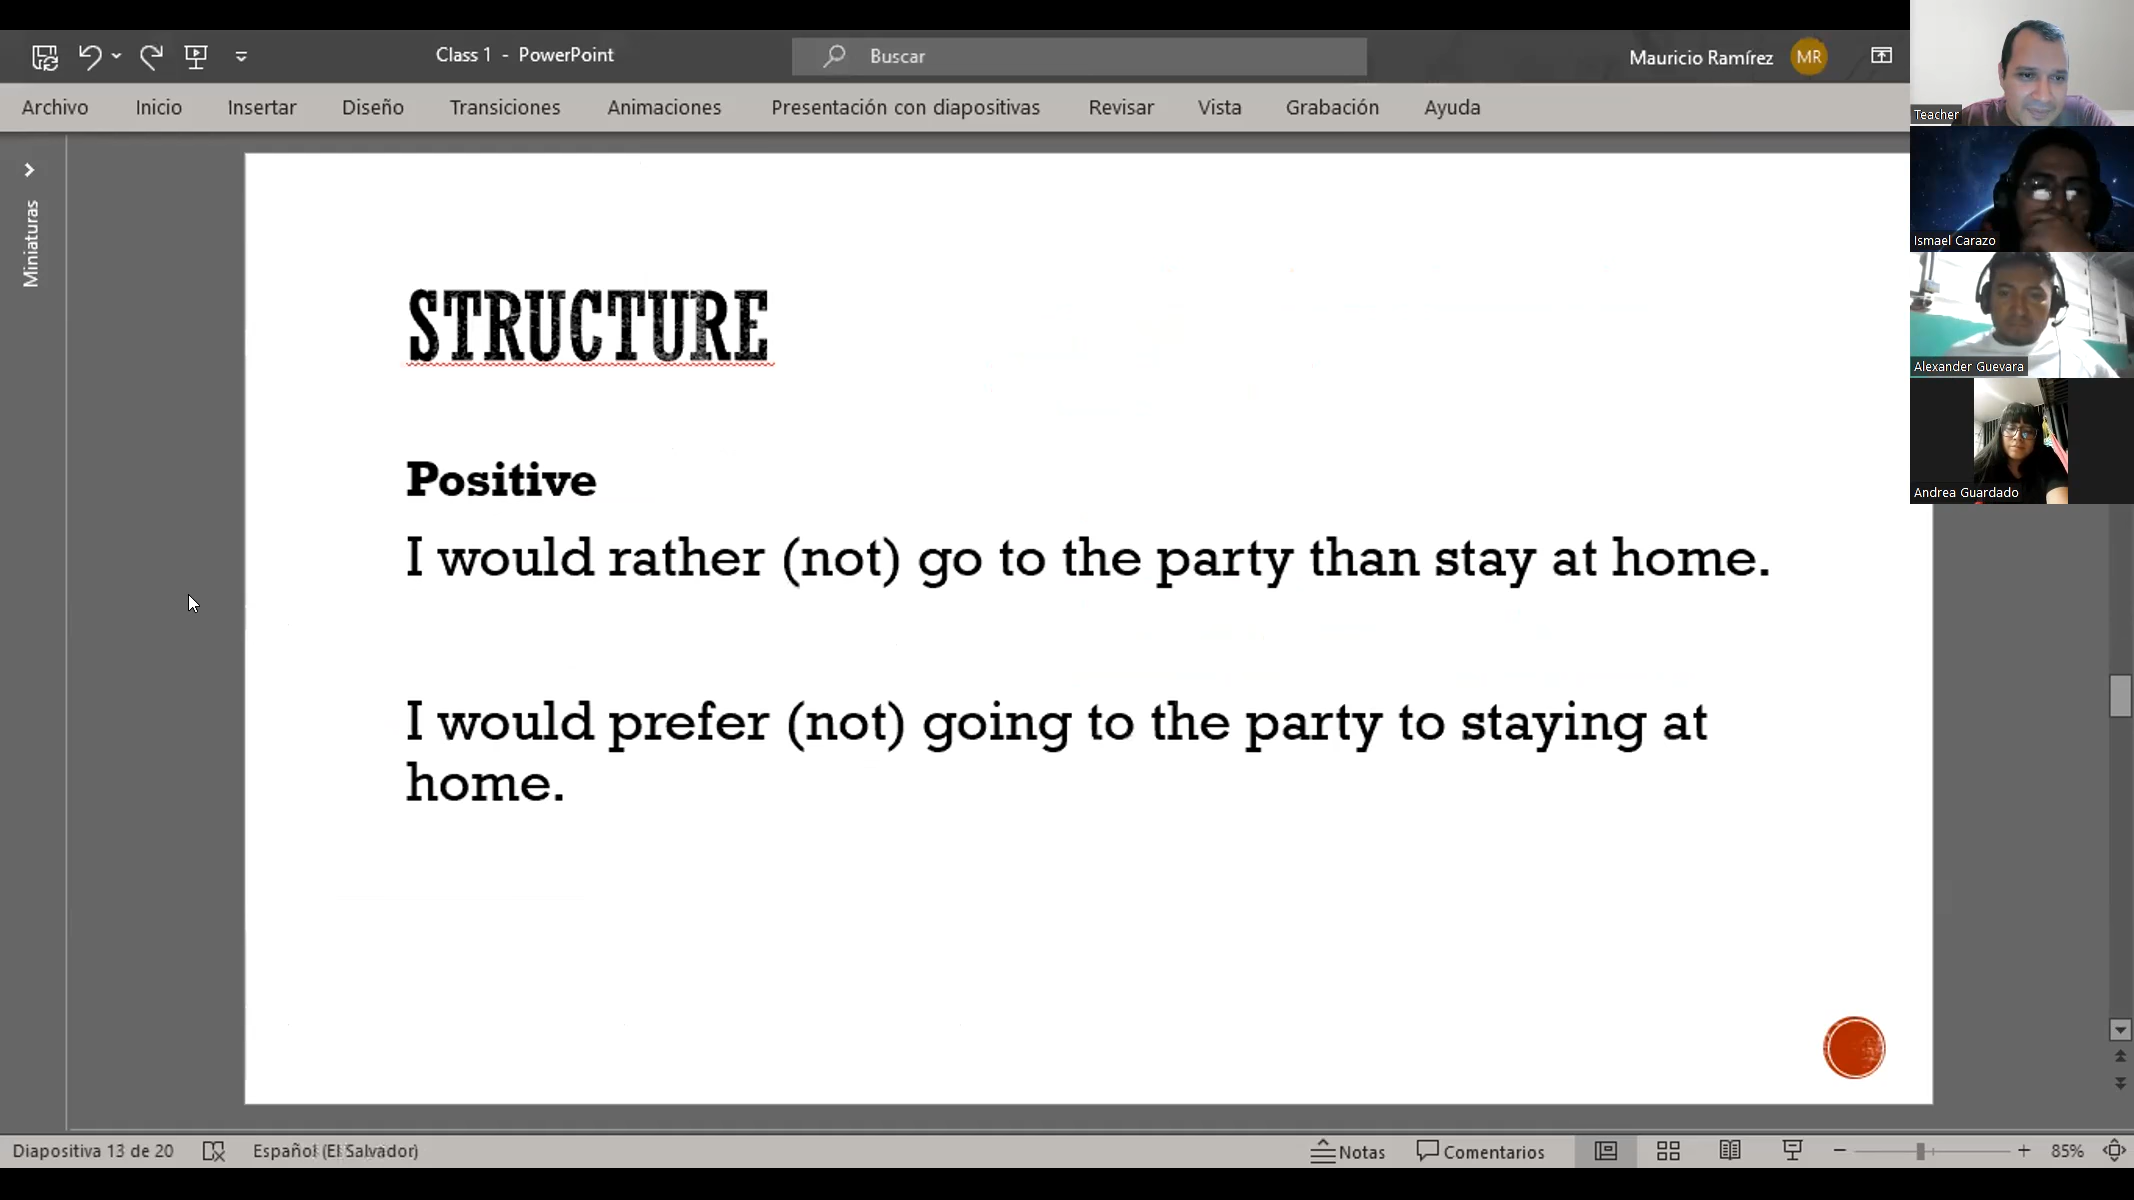 Class 1 - PowerPoint
Buscar
Mauricio Ramírez
MR
Archivo
Inicio
Insertar
Diseño
Transiciones
Animaciones
Presentación con diapositivas
Revisar
Vista
Grabación
Ayuda
Teacher
Ismael Carazo
Alexander Guevara
Andrea Guardado
Miniaturas
STRUCTURE
Positive
I would rather (not) go to the party than stay at home.
I would prefer (not) going to the party to staying at
home.
Diapositiva 13 de 20
Español (El Salvador)
Notas
Comentarios
85%